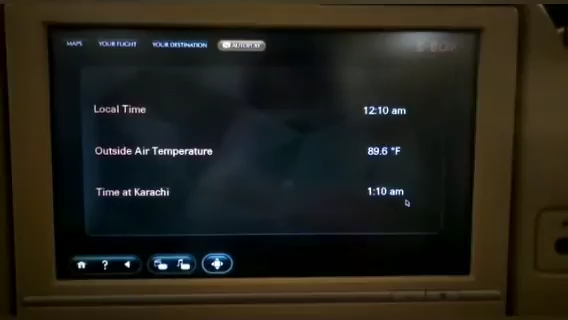 MAPS YOUR FLIGHT YOUR DESTINATION AUTOPLAY
Local Time 12:10 am
Outside Air Temperature 89.6 °F
Time at Karachi 1:10 am
?